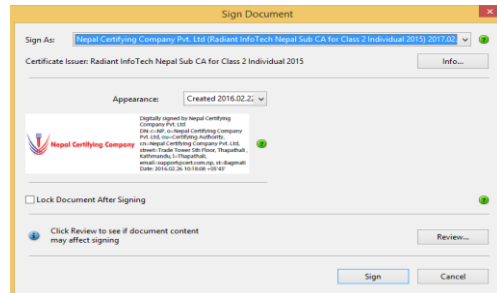 Sign Document
Sign As: Nepal Certifying Company Pvt. Ltd (Radiant InfoTech Nepal Sub CA for Class 2 Individual 2015) 2017.02.
Certificate Issuer: Radiant InfoTech Nepal Sub CA for Class 2 Individual 2015
Info...
Appearance: Created 2016.02.22
Nepal Certifying Company
Digitally signed by Nepal Certifying
Company Pvt. Ltd
DN: c=NP, o=Nepal Certifying Company
Pvt. Ltd, ou=Certifying Authority,
cn=Nepal Certifying Company Pvt. Ltd,
street=Trade Tower 5th Floor, Thapathali ,
Kathmandu, l=Thapathali,
email=support@cert.com.np, st=Bagmati
Date: 2016.02.26 10:18:08 +05'45'
Lock Document After Signing
Click Review to see if document content
may affect signing
Review...
Sign
Cancel